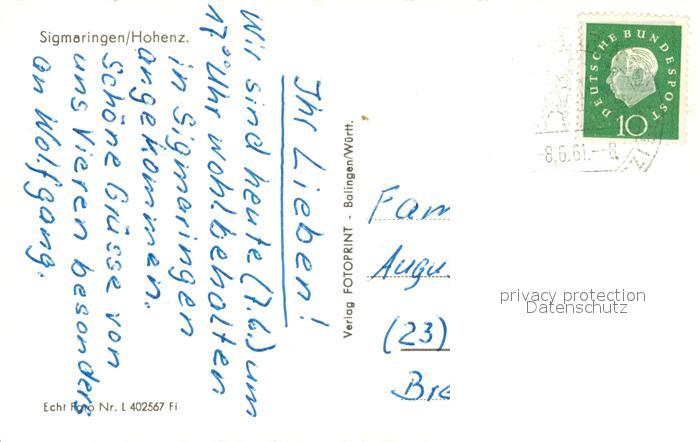 Sigmaringen/Hohenz.
Ihr Lieben!
Wir sind heute (7.6.) um
17⁰⁰ Uhr wohlbehalten
in Sigmaringen
angekommen.
Schöne Grüsse von
uns Vieren besonders
an Wolfgang.
Echt Foto Nr. L 402567 Fi
Verlag FOTOPRINT - Balingen/Württ.
DEUTSCHE BUNDESPOST
10
-8.6.61.--8
Fam
Augu
(23)
Bre
privacy protection
Datenschutz